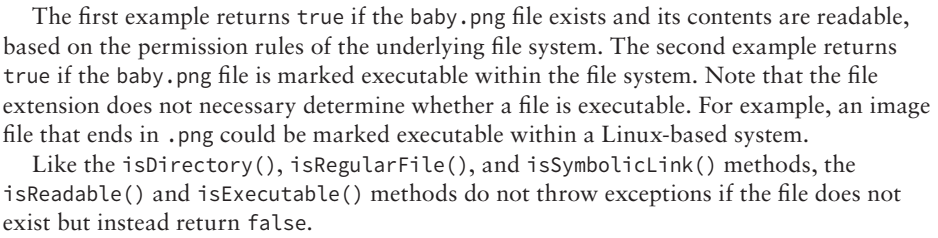 The first example returns true if the baby.png file exists and its contents are readable,
based on the permission rules of the underlying file system. The second example returns
true if the baby.png file is marked executable within the file system. Note that the file
extension does not necessary determine whether a file is executable. For example, an image
file that ends in .png could be marked executable within a Linux-based system.
Like the isDirectory(), isRegularFile(), and isSymbolicLink() methods, the
isReadable() and isExecutable() methods do not throw exceptions if the file does not
exist but instead return false.